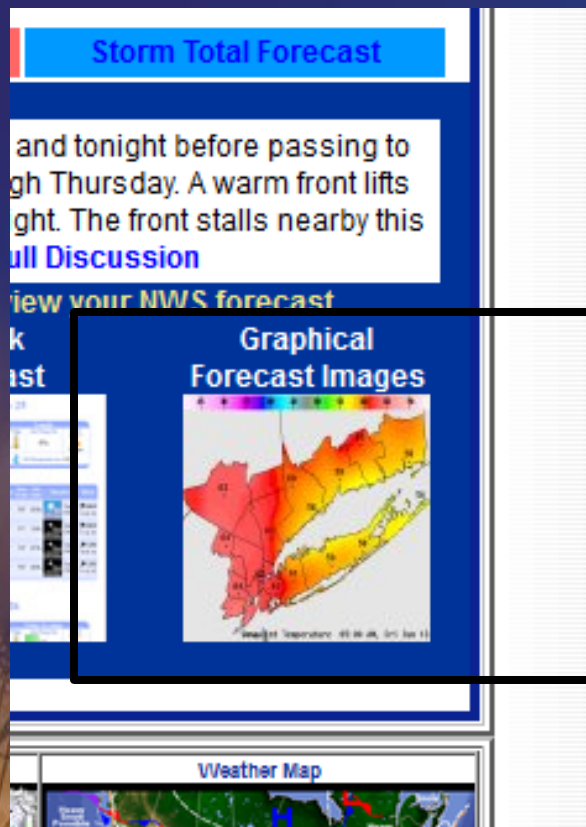 Storm Total Forecast
and tonight before passing to
gh Thursday. A warm front lifts
ght. The front stalls nearby this
ull Discussion
iew your NWS forecast
k
ast
Graphical
Forecast Images
Weather Map
H